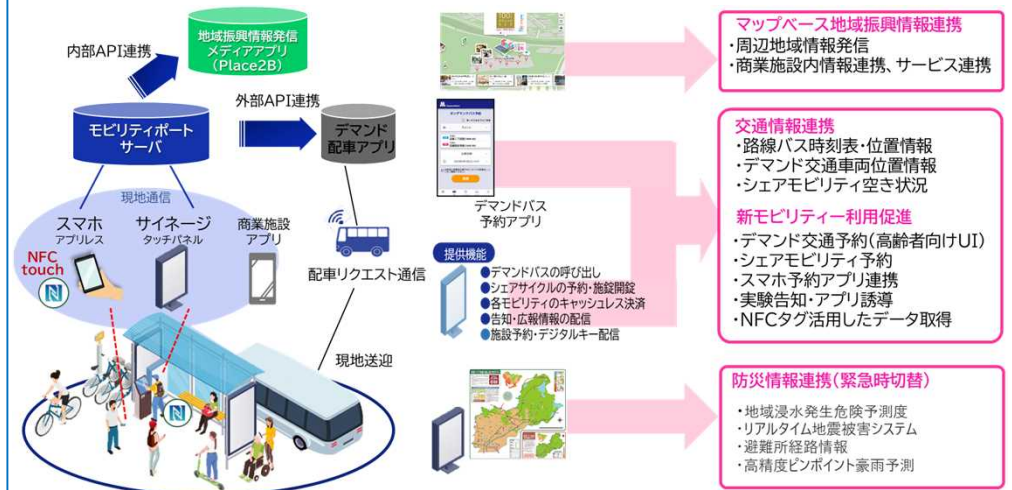 内部API連携
地域振興情報発信
メディアアプリ
(Place2B)
外部API連携
モビリティポート
サーバ
デマンド
配車アプリ
現地通信
スマホ
アプリレス
サイネージ
タッチパネル
商業施設
アプリ
NFC
touch
配車リクエスト通信
現地送迎
デマンドバス
予約アプリ
提供機能
●デマンドバスの呼び出し
●シェアサイクルの予約・施錠開錠
●各モビリティのキャッシュレス決済
●告知・広報情報の配信
●施設予約・デジタルキー配信
マップベース地域振興情報連携
・周辺地域情報発信
・商業施設内情報連携、サービス連携
交通情報連携
・路線バス時刻表・位置情報
・デマンド交通車両位置情報
・シェアモビリティ空き状況
新モビリティー利用促進
・デマンド交通予約(高齢者向けUI)
・シェアモビリティ予約
・スマホ予約アプリ連携
・実験告知・アプリ誘導
・NFCタグ活用したデータ取得
防災情報連携(緊急時切替)
・地域浸水発生危険予測度
・リアルタイム地震被害システム
・避難所経路情報
・高精度ピンポイント豪雨予測